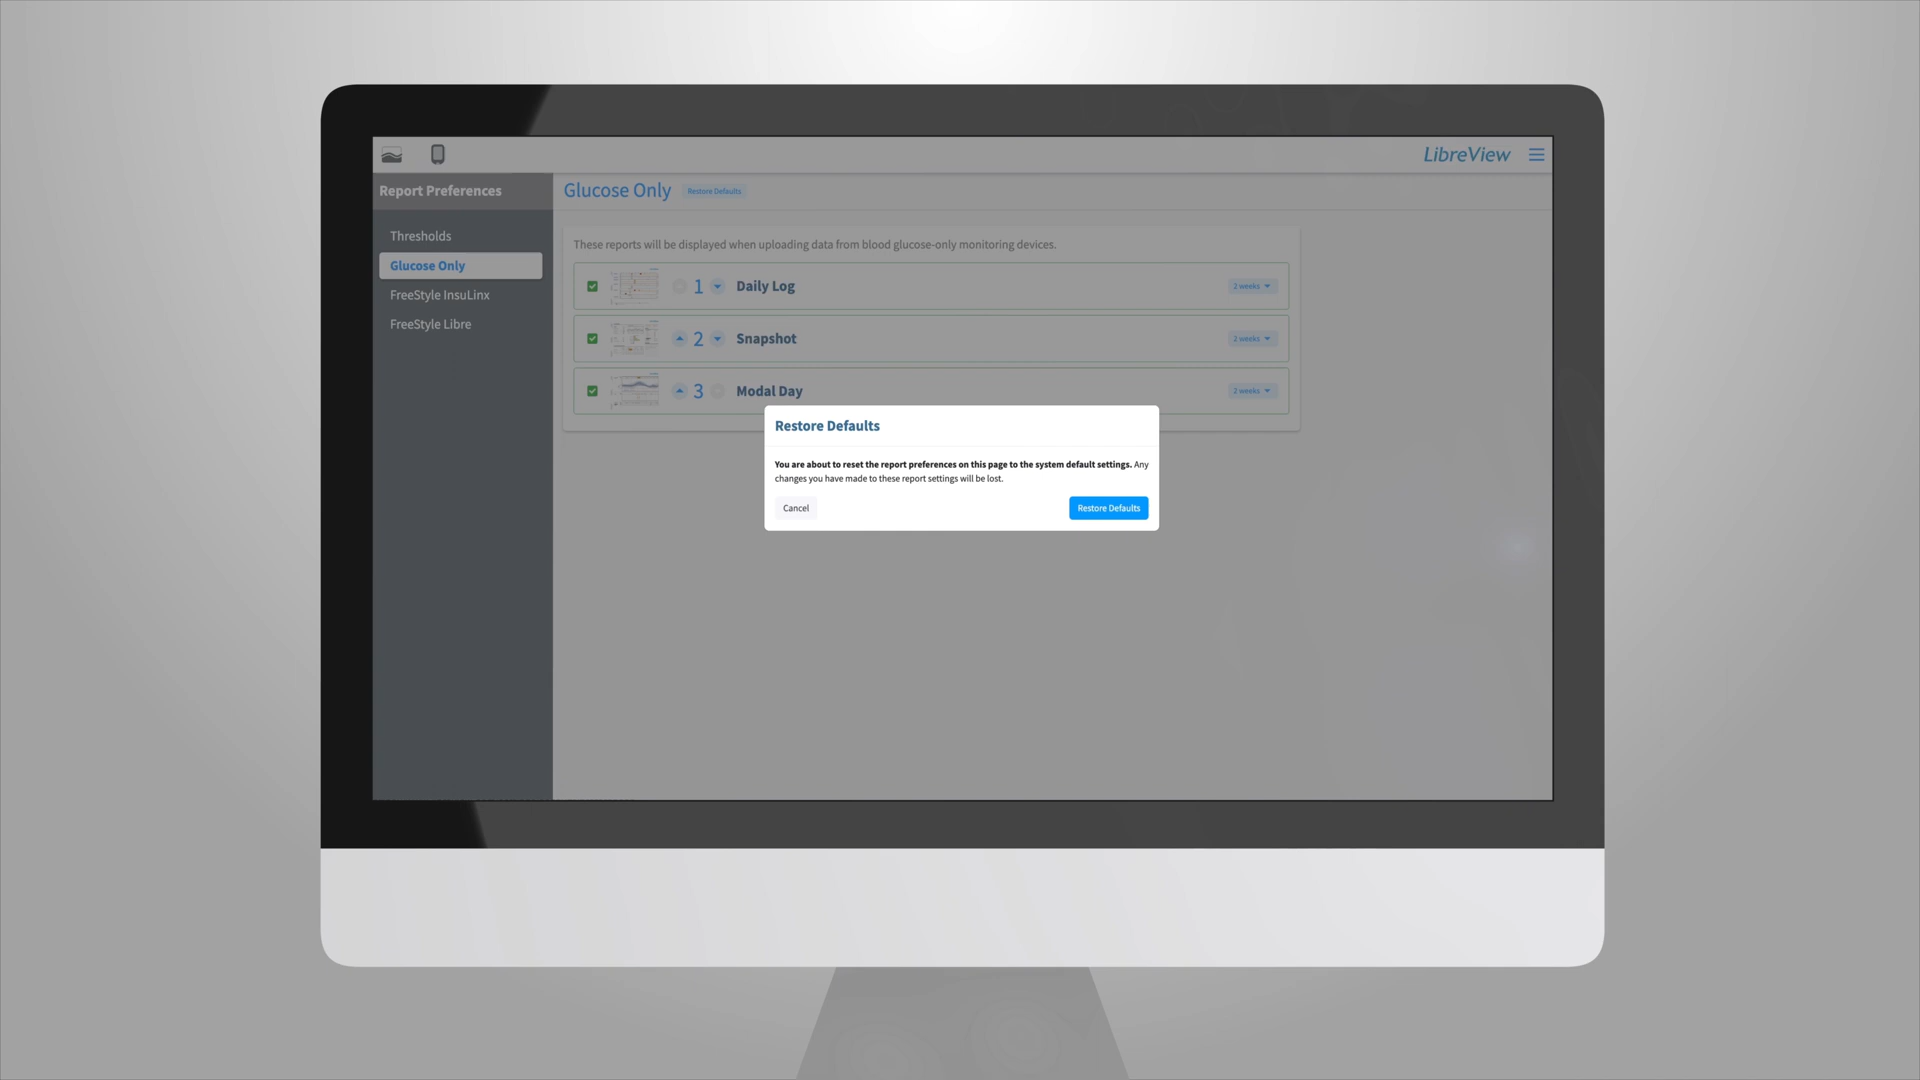 LibreView
Report Preferences
Thresholds
Glucose Only
FreeStyle InsuLinx
FreeStyle Libre
Glucose Only Restore Defaults
These reports will be displayed when uploading data from blood glucose-only monitoring devices.
1 Daily Log 2 weeks
2 Snapshot 2 weeks
3 Modal Day 2 weeks
Restore Defaults
You are about to reset the report preferences on this page to the system default settings. Any
changes you have made to these report settings will be lost.
Cancel Restore Defaults